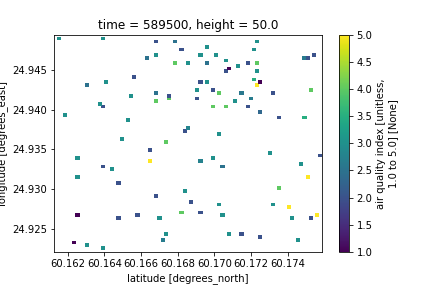 time = 589500, height = 50.0
24.945
24.940
24.935
24.930
24.925
longitude [degrees_east]
60.162 60.164 60.166 60.168 60.170 60.172 60.174
latitude [degrees_north]
5.0
4.5
4.0
3.5
3.0
2.5
2.0
1.5
1.0
air quality index [unitless,
1.0 to 5.0] [None]